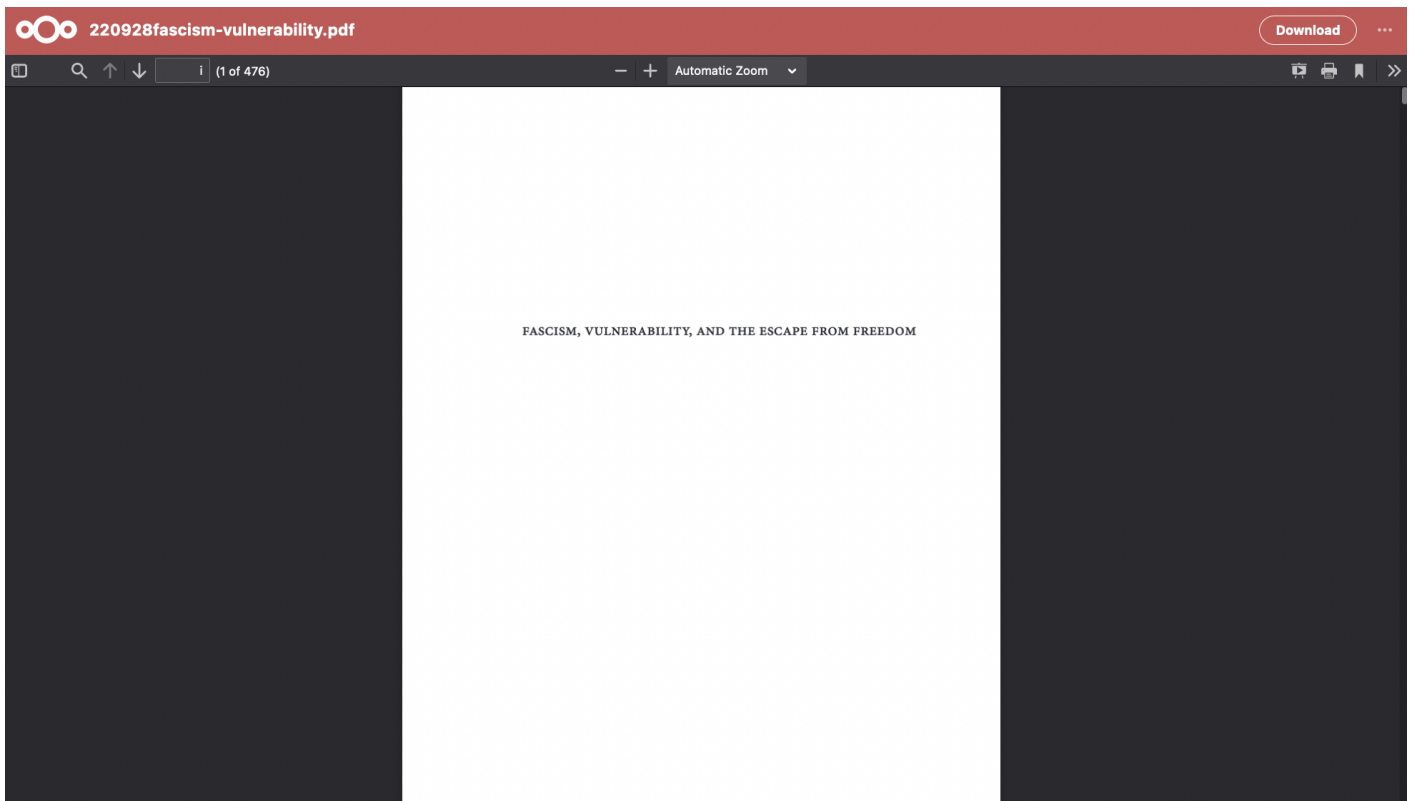 220928fascism-vulnerability.pdf
Download
i (1 of 476)
Automatic Zoom
FASCISM, VULNERABILITY, AND THE ESCAPE FROM FREEDOM